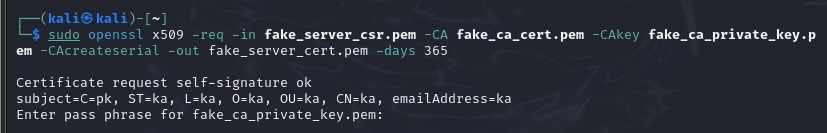 ┌──(kali㉿kali)-[~]
└─$ sudo openssl x509 -req -in fake_server_csr.pem -CA fake_ca_cert.pem -CAkey fake_ca_private_key.p
em -CAcreateserial -out fake_server_cert.pem -days 365
Certificate request self-signature ok
subject=C=pk, ST=ka, L=ka, O=ka, OU=ka, CN=ka, emailAddress=ka
Enter pass phrase for fake_ca_private_key.pem: